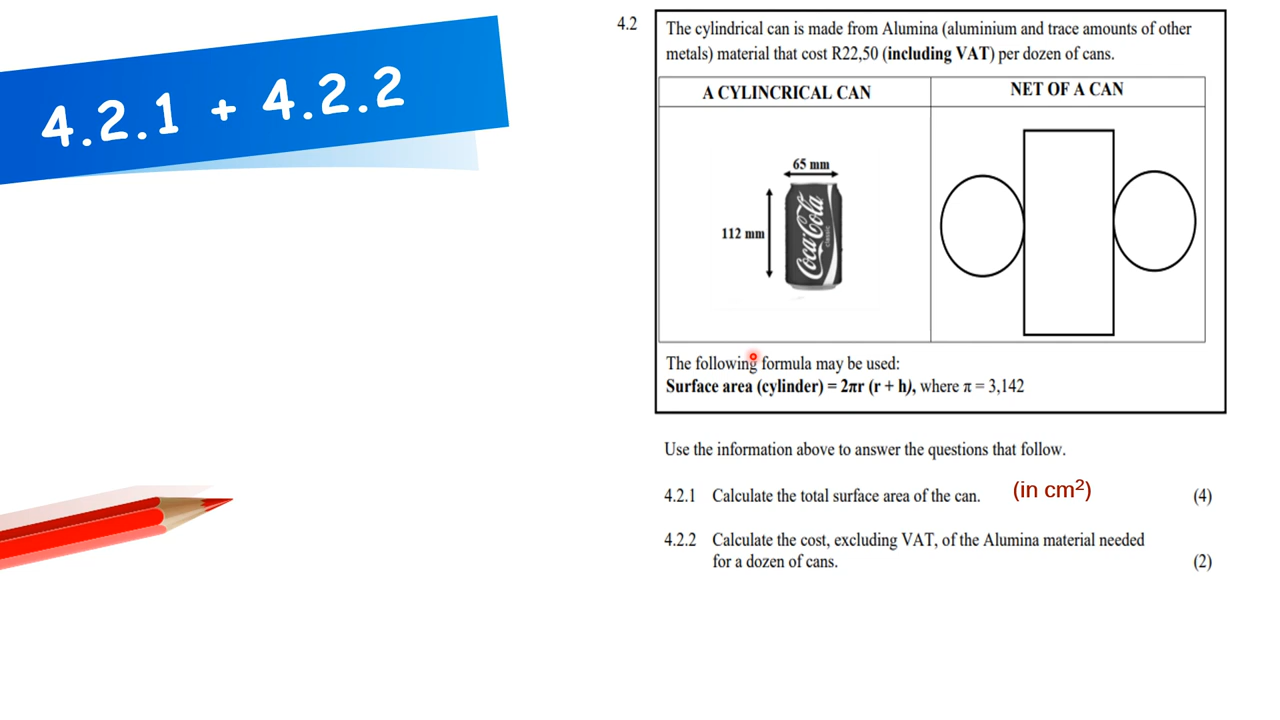 4.2.1 + 4.2.2
4.2
The cylindrical can is made from Alumina (aluminium and trace amounts of other
metals) material that cost R22,50 (including VAT) per dozen of cans.
A CYLINCRICAL CAN
NET OF A CAN
65 mm
112 mm
Coca-Cola
classic
The following formula may be used:
Surface area (cylinder) = 2πr (r + h), where π = 3,142
Use the information above to answer the questions that follow.
4.2.1 Calculate the total surface area of the can. (in cm²) (4)
4.2.2 Calculate the cost, excluding VAT, of the Alumina material needed
for a dozen of cans. (2)